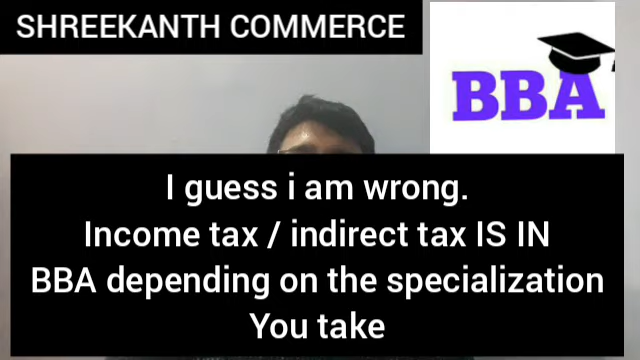 SHREEKANTH COMMERCE
BBA
I guess i am wrong.
Income tax / indirect tax IS IN
BBA depending on the specialization
You take